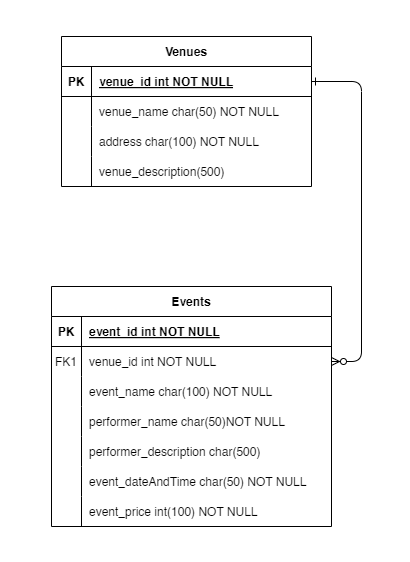 Venues
PK venue_id int NOT NULL
venue_name char(50) NOT NULL
address char(100) NOT NULL
venue_description(500)
Events
PK event_id int NOT NULL
FK1 venue_id int NOT NULL
event_name char(100) NOT NULL
performer_name char(50)NOT NULL
performer_description char(500)
event_dateAndTime char(50) NOT NULL
event_price int(100) NOT NULL